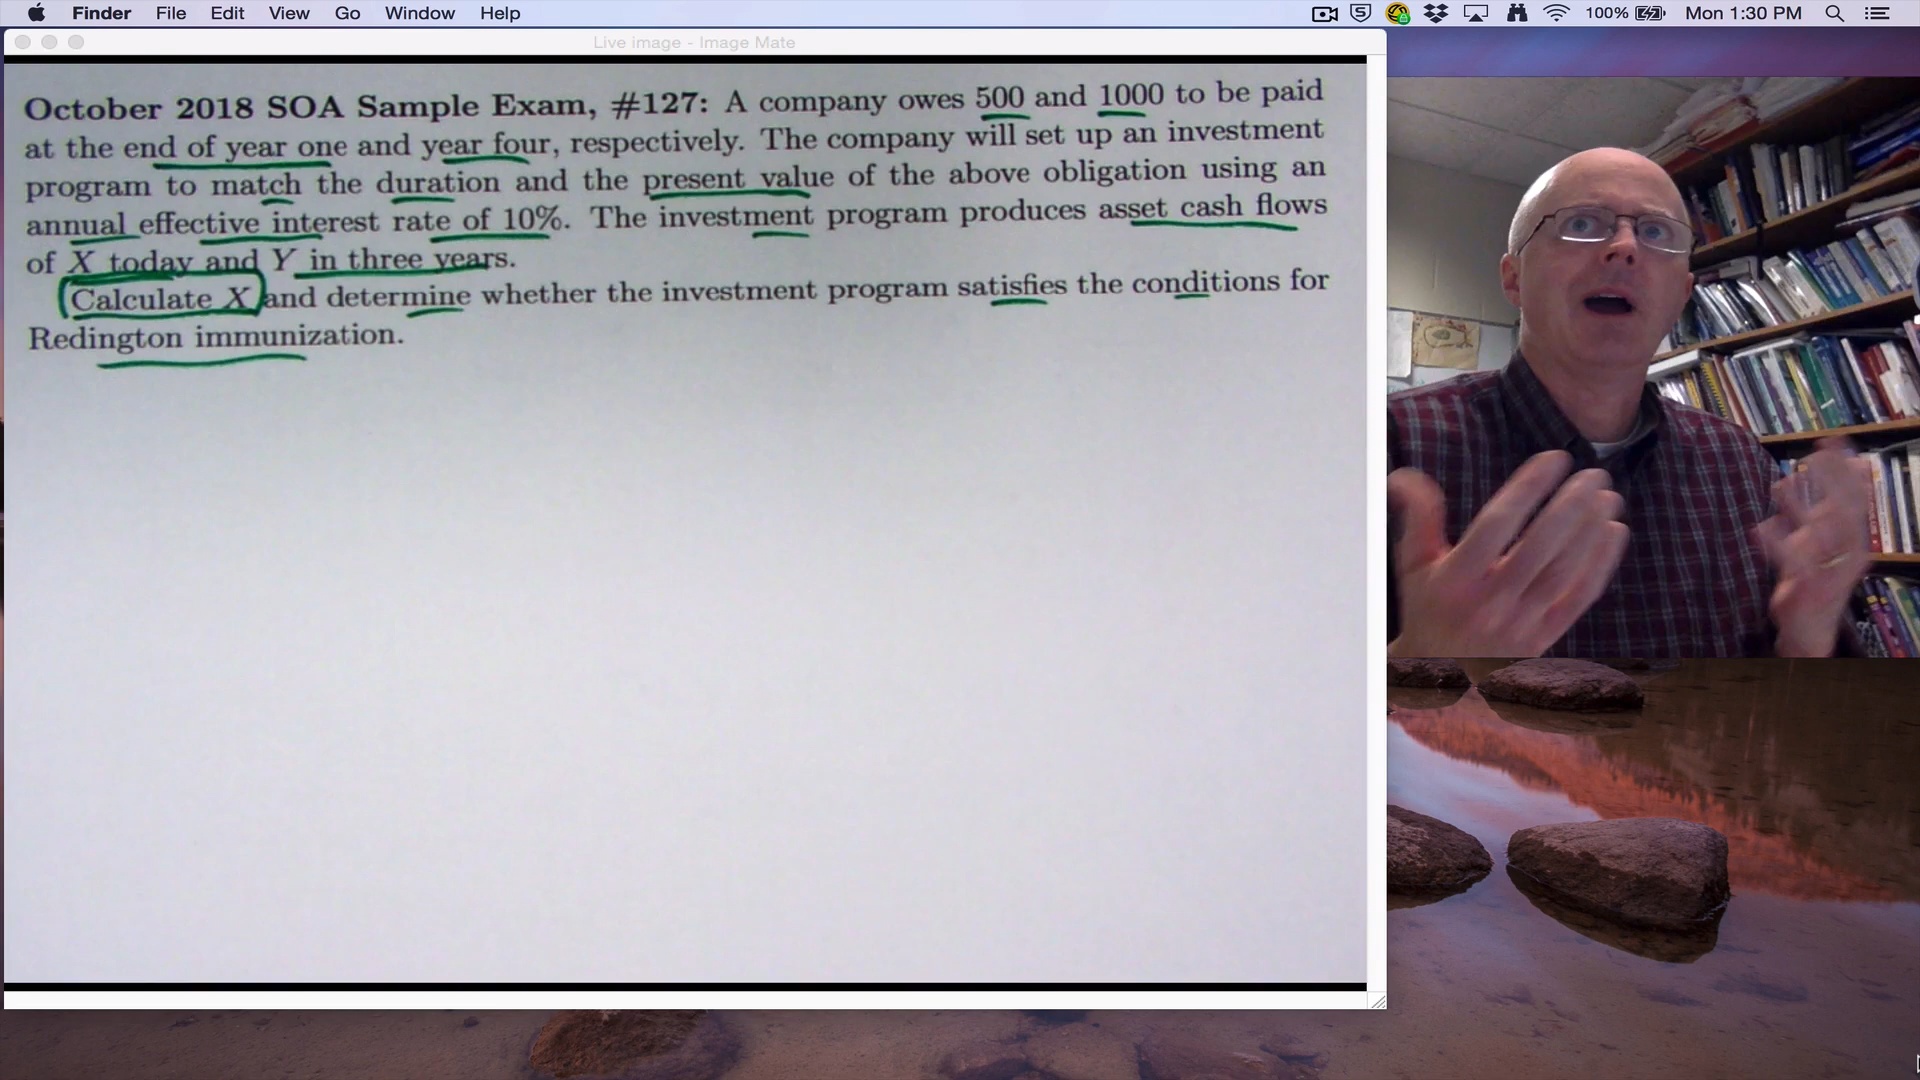 Finder File Edit View Go Window Help 100% Mon 1:30 PM
Live image - Image Mate
October 2018 SOA Sample Exam, #127: A company owes 500 and 1000 to be paid
at the end of year one and year four, respectively. The company will set up an investment
program to match the duration and the present value of the above obligation using an
annual effective interest rate of 10%. The investment program produces asset cash flows
of X today and Y in three years.
Calculate X and determine whether the investment program satisfies the conditions for
Redington immunization.